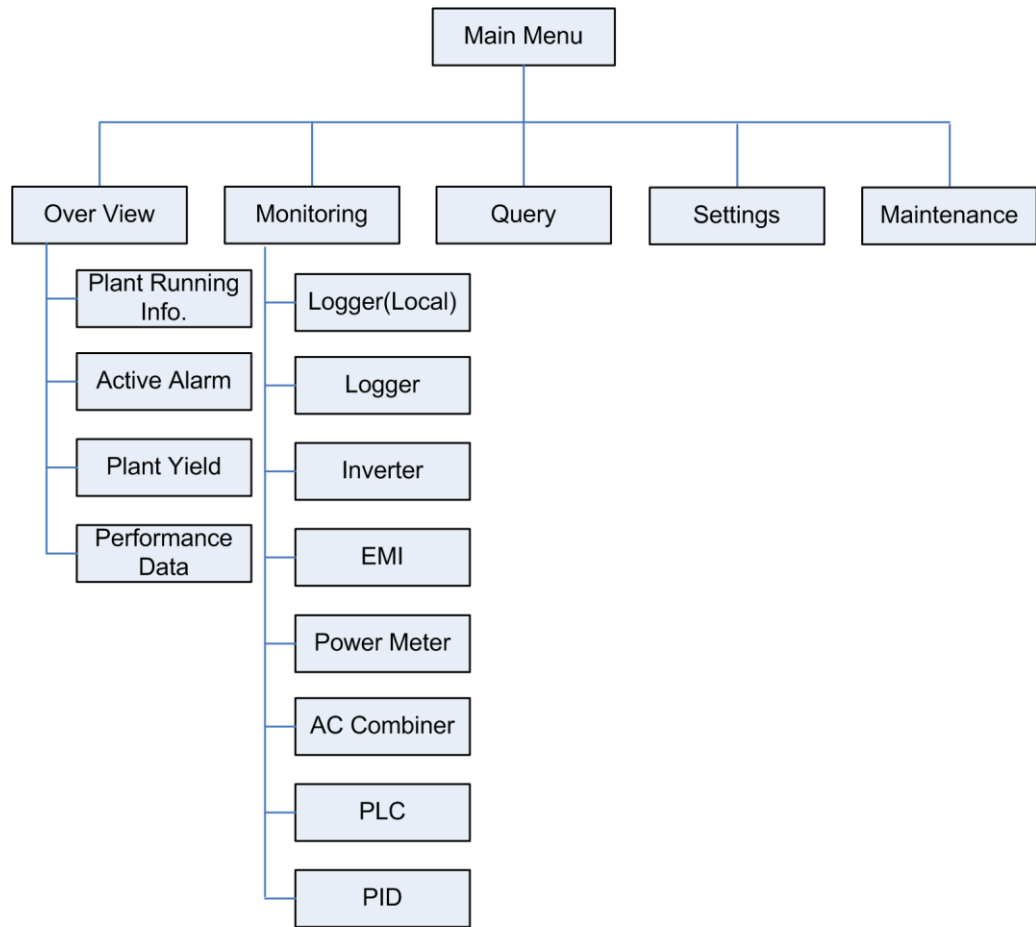 Main Menu
Over View
Monitoring
Query
Settings
Maintenance
Plant Running
Info.
Active Alarm
Plant Yield
Performance
Data
Logger(Local)
Logger
Inverter
EMI
Power Meter
AC Combiner
PLC
PID